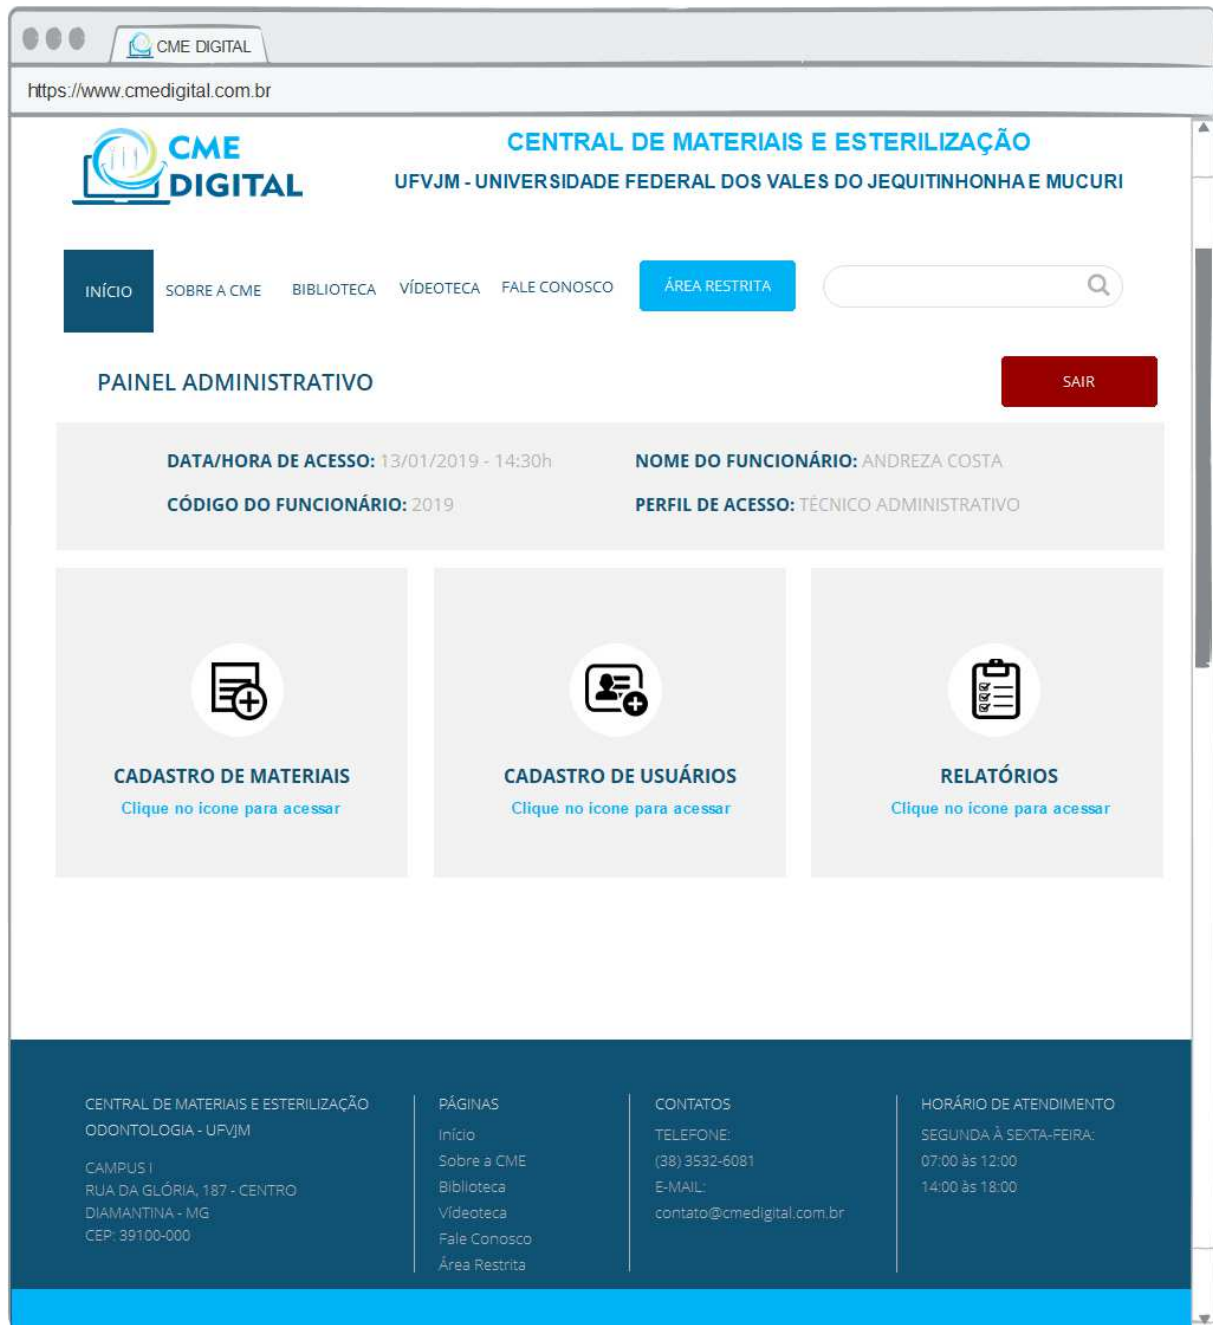 CME DIGITAL
https://www.cmedigital.com.br
CME
DIGITAL
CENTRAL DE MATERIAIS E ESTERILIZAÇÃO
UFVJM - UNIVERSIDADE FEDERAL DOS VALES DO JEQUITINHONHA E MUCURI
INÍCIO SOBRE A CME BIBLIOTECA VÍDEOTECA FALE CONOSCO ÁREA RESTRITA
PAINEL ADMINISTRATIVO
SAIR
DATA/HORA DE ACESSO: 13/01/2019 - 14:30h
NOME DO FUNCIONÁRIO: ANDREZA COSTA
CÓDIGO DO FUNCIONÁRIO: 2019
PERFIL DE ACESSO: TÉCNICO ADMINISTRATIVO
CADASTRO DE MATERIAIS
Clique no icone para acessar
CADASTRO DE USUÁRIOS
Clique no icone para acessar
RELATÓRIOS
Clique no icone para acessar
CENTRAL DE MATERIAIS E ESTERILIZAÇÃO
ODONTOLOGIA - UFVJM
CAMPUS I
RUA DA GLÓRIA, 187 - CENTRO
DIAMANTINA - MG
CEP: 39100-000
PÁGINAS
Início
Sobre a CME
Biblioteca
Vídeoteca
Fale Conosco
Área Restrita
CONTATOS
TELEFONE:
(38) 3532-6081
E-MAIL:
contato@cmedigital.com.br
HORÁRIO DE ATENDIMENTO
SEGUNDA À SEXTA-FEIRA:
07:00 às 12:00
14:00 às 18:00